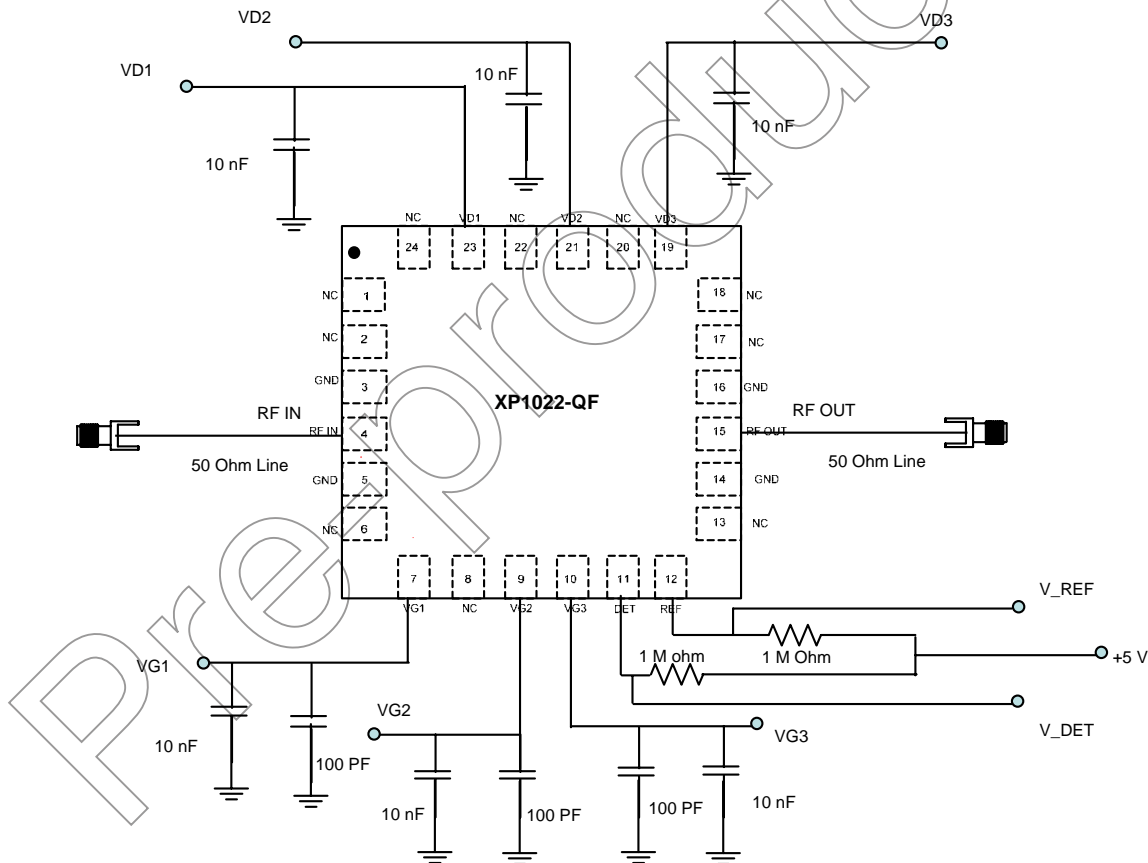 VD2
VD3
VD1
10 nF
10 nF
10 nF
NC VD1 NC VD2 NC VD3
24 23 22 21 20 19
NC 1 18 NC
NC 2 17 NC
GND 3 16 GND
XP1022-QF
RF IN RF OUT
RF IN 4 15 RF OUT
50 Ohm Line 50 Ohm Line
GND 5 14 GND
NC 6 13 NC
7 8 9 10 11 12
VG1 NC VG2 VG3 DET REF
V_REF
1 M ohm 1 M Ohm +5 V
VG1
VG2
VG3
V_DET
10 nF
100 PF
10 nF
100 PF
100 PF
10 nF
Pre-produc